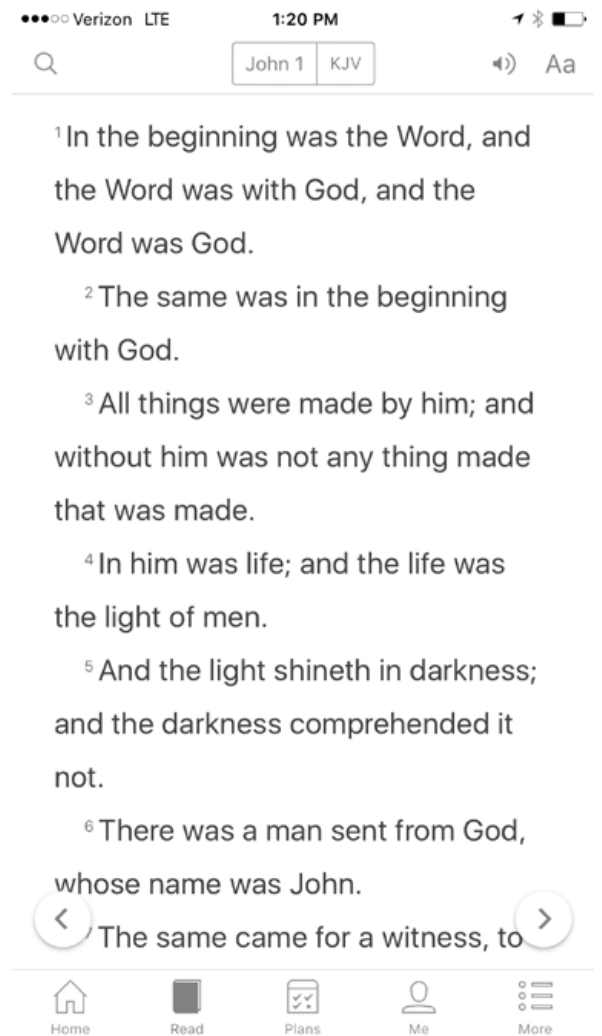 Verizon LTE 1:20 PM
John 1 KJV Aa
1 In the beginning was the Word, and
the Word was with God, and the
Word was God.
2 The same was in the beginning
with God.
3 All things were made by him; and
without him was not any thing made
that was made.
4 In him was life; and the life was
the light of men.
5 And the light shineth in darkness;
and the darkness comprehended it
not.
6 There was a man sent from God,
whose name was John.
The same came for a witness, to
Home Read Plans Me More